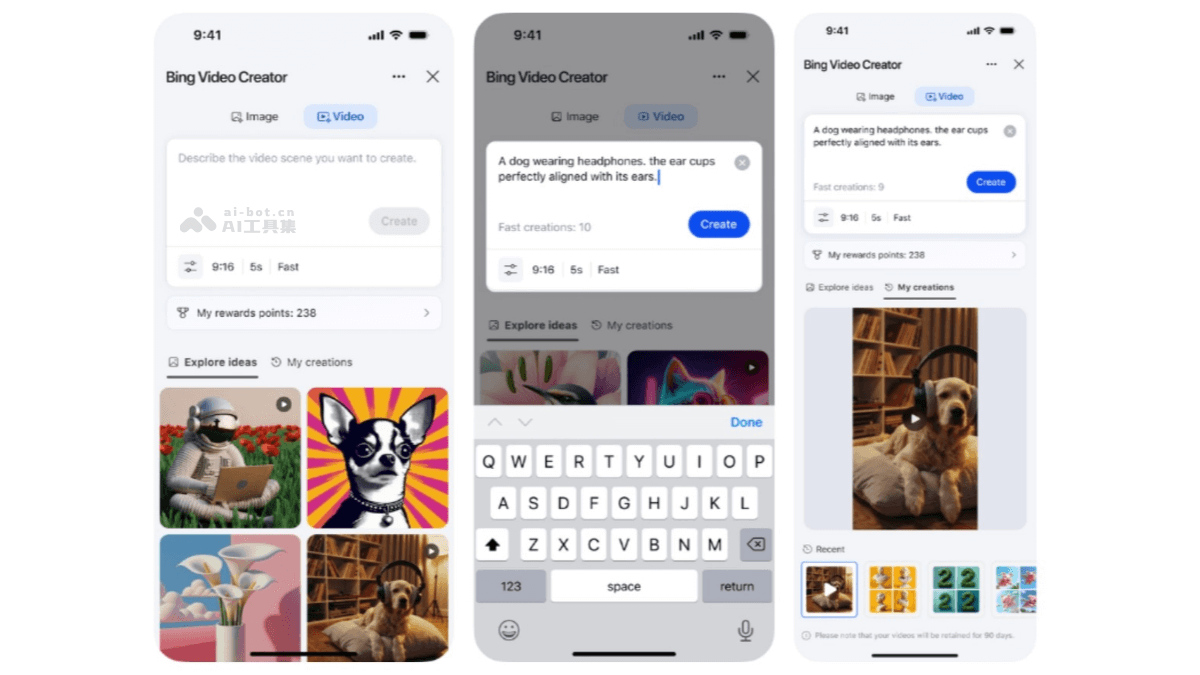 9:41
Bing Video Creator
Image
Video
Describe the video scene you want to create.
ai-bot.cn
AI工具集
Create
9:16
5s
Fast
My rewards points: 238
Explore ideas
My creations
9:41
Bing Video Creator
Image
Video
A dog wearing headphones. the ear cups
perfectly aligned with its ears.
Fast creations: 10
Create
9:16
5s
Fast
Explore ideas
My creations
Done
Q W E R T Y U I O P
A S D F G H J K L
Z X C V B N M
123
space
return
9:41
Bing Video Creator
Image
Video
A dog wearing headphones. the ear cups
perfectly aligned with its ears.
Fast creations: 9
Create
9:16
5s
Fast
My rewards points: 238
Explore ideas
My creations
Recent
2 2
2 2
Please note that your videos will be retained for 90 days.